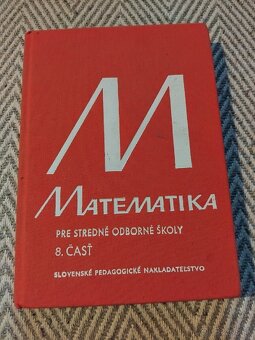 M
MATEMATIKA
PRE STREDNÉ ODBORNÉ ŠKOLY
8. ČASŤ
SLOVENSKÉ PEDAGOGICKÉ NAKLADATEĽSTVO